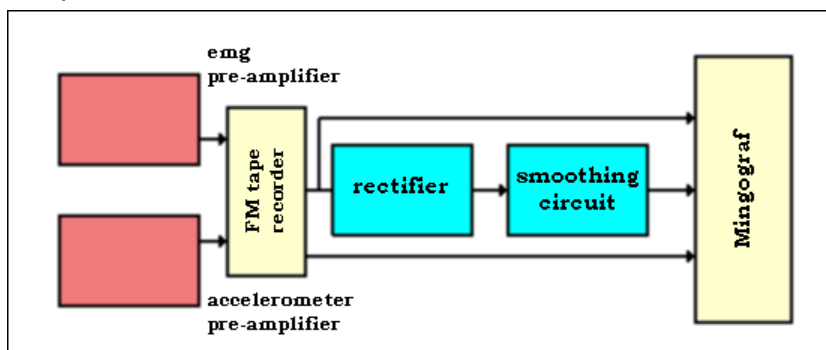 emg
pre-amplifier
FM tape
recorder
rectifier
smoothing
circuit
Mingograf
accelerometer
pre-amplifier